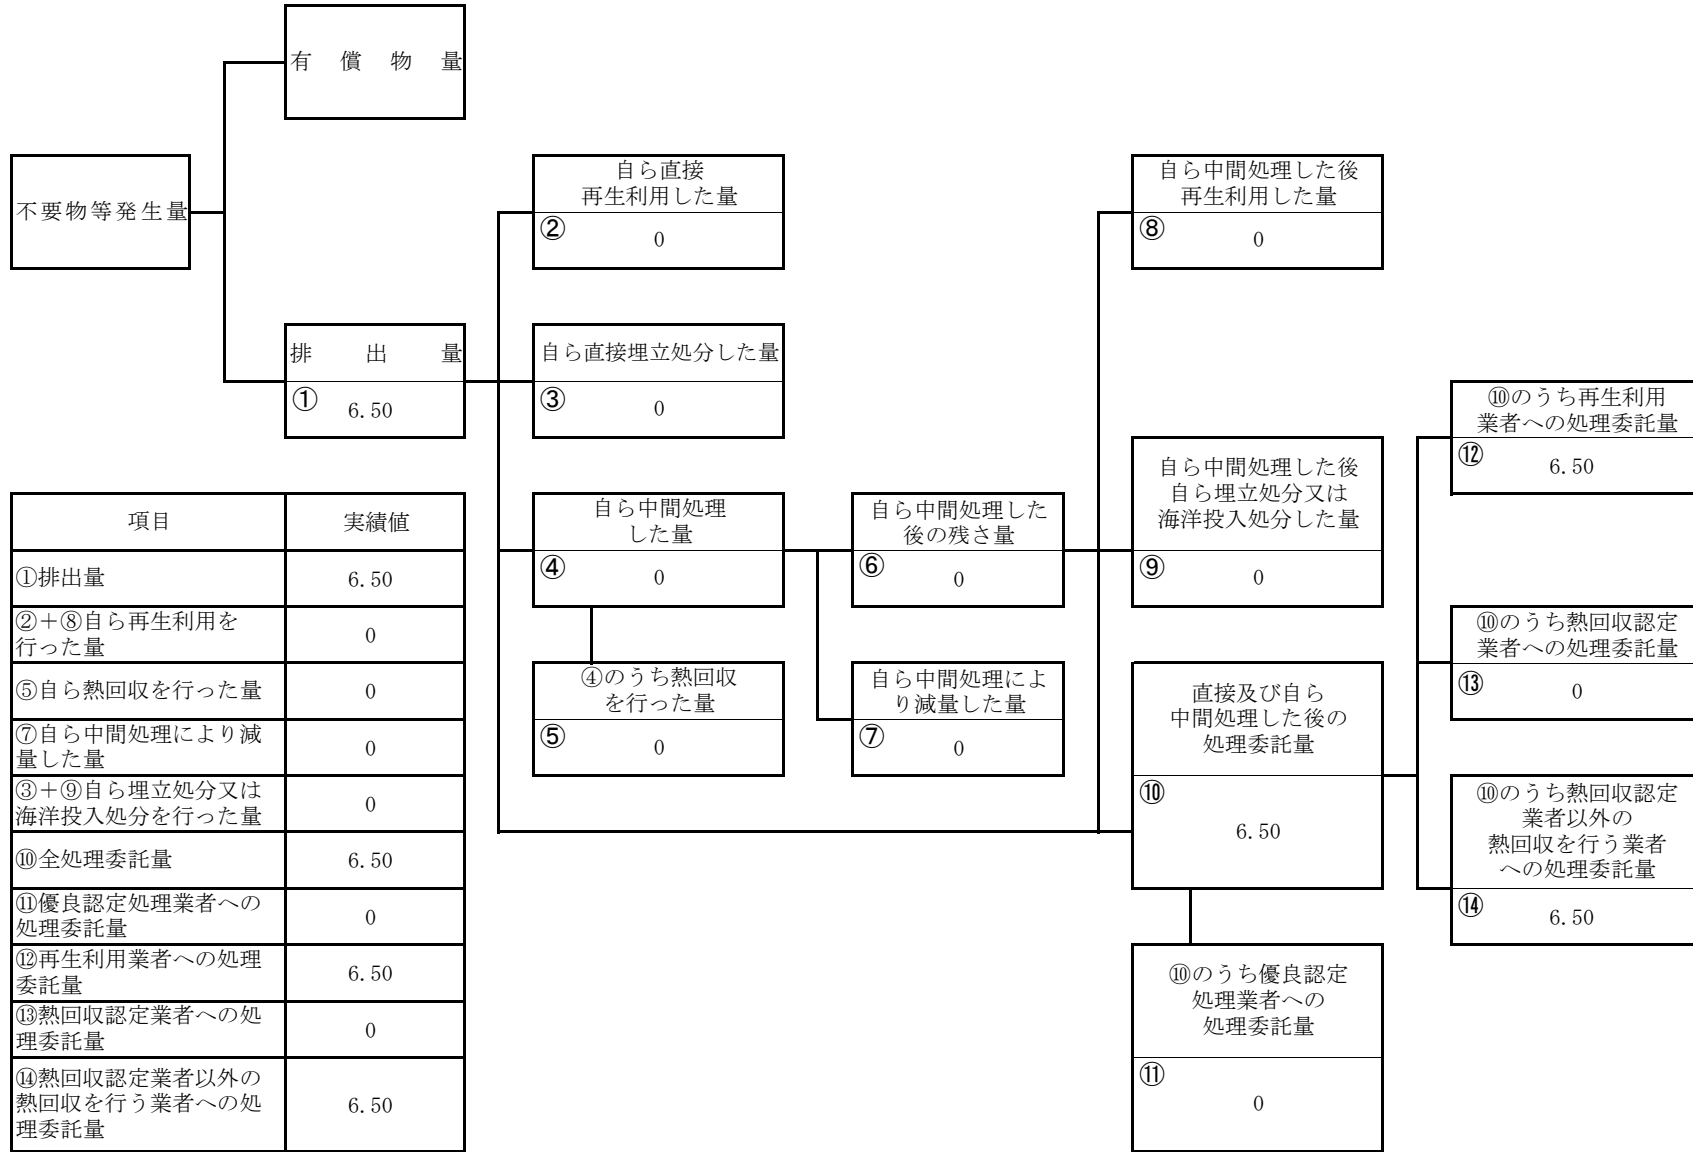 有償物量
不要物等発生量
排出量
①
6.50
自ら直接
再生利用した量
②
0
自ら直接埋立処分した量
③
0
自ら中間処理
した量
④
0
④のうち熱回収
を行った量
⑤
0
自ら中間処理した
後の残さ量
⑥
0
自ら中間処理によ
り減量した量
⑦
0
自ら中間処理した後
再生利用した量
⑧
0
自ら中間処理した後
自ら埋立処分又は
海洋投入処分した量
⑨
0
直接及び自ら
中間処理した後の
処理委託量
⑩
6.50
⑩のうち優良認定
処理業者への
処理委託量
⑪
0
⑩のうち再生利用
業者への処理委託量
⑫
6.50
⑩のうち熱回収認定
業者への処理委託量
⑬
0
⑩のうち熱回収認定
業者以外の
熱回収を行う業者
への処理委託量
⑭
6.50
項目 実績値
①排出量 6.50
②＋⑧自ら再生利用を
行った量 0
⑤自ら熱回収を行った量 0
⑦自ら中間処理により減
量した量 0
③＋⑨自ら埋立処分又は
海洋投入処分を行った量 0
⑩全処理委託量 6.50
⑪優良認定処理業者への
処理委託量 0
⑫再生利用業者への処理
委託量 6.50
⑬熱回収認定業者への処
理委託量 0
⑭熱回収認定業者以外の
熱回収を行う業者への処
理委託量 6.50